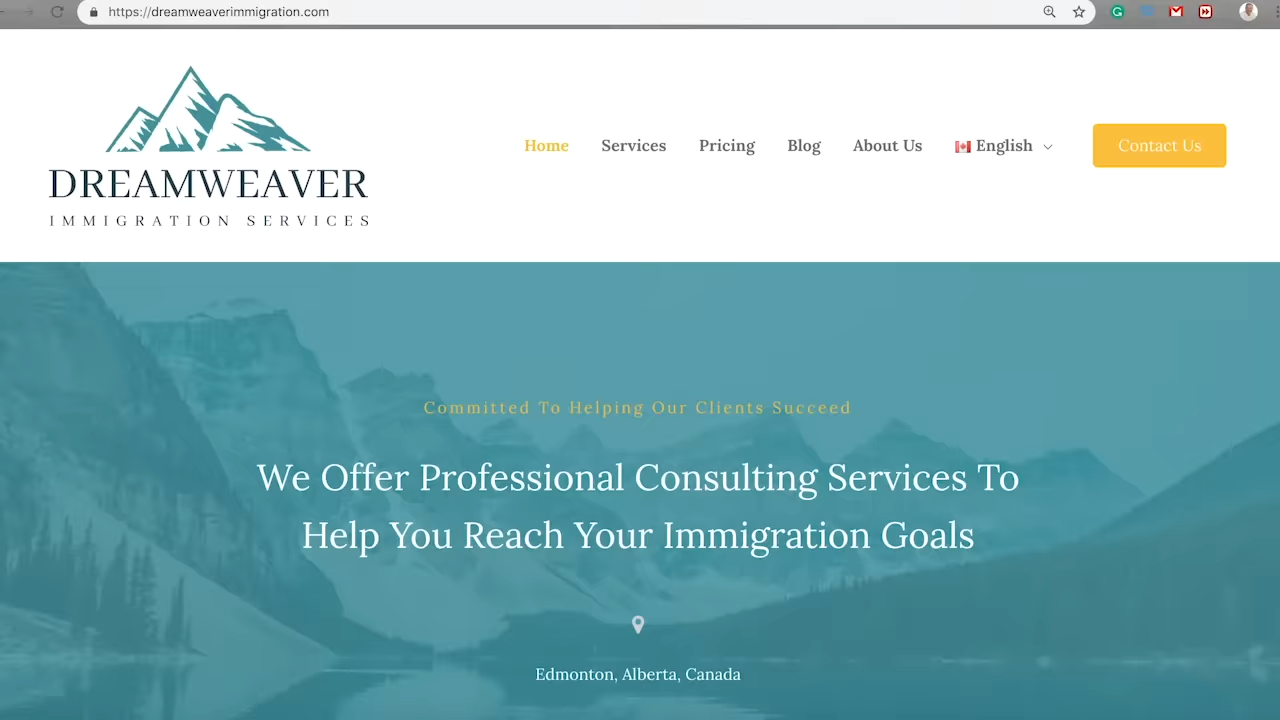 https://dreamweaverimmigration.com
DREAMWEAVER
IMMIGRATION SERVICES
Home Services Pricing Blog About Us English Contact Us
Committed To Helping Our Clients Succeed
We Offer Professional Consulting Services To
Help You Reach Your Immigration Goals
Edmonton, Alberta, Canada